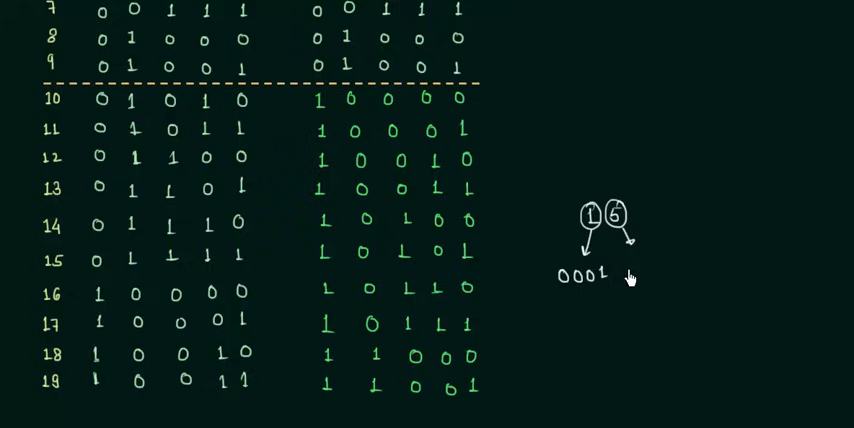 7 0 0 1 1 1 0 0 1 1 1
8 0 1 0 0 0 0 1 0 0 0
9 0 1 0 0 1 0 1 0 0 1
10 0 1 0 1 0 1 0 0 0 0
11 0 1 0 1 1 1 0 0 0 1
12 0 1 1 0 0 1 0 0 1 0
13 0 1 1 0 1 1 0 0 1 1
14 0 1 1 1 0 1 0 1 0 0
15 0 1 1 1 1 1 0 1 0 1
16 1 0 0 0 0 1 0 1 1 0
17 1 0 0 0 1 1 0 1 1 1
18 1 0 0 1 0 1 1 0 0 0
19 1 0 0 1 1 1 1 0 0 1
1 5
0001